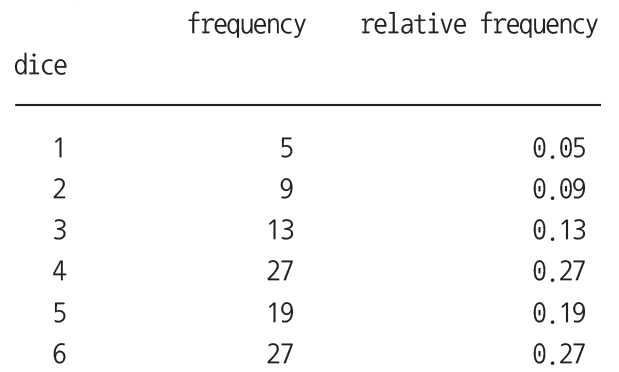 frequency relative frequency
dice
1 5 0.05
2 9 0.09
3 13 0.13
4 27 0.27
5 19 0.19
6 27 0.27